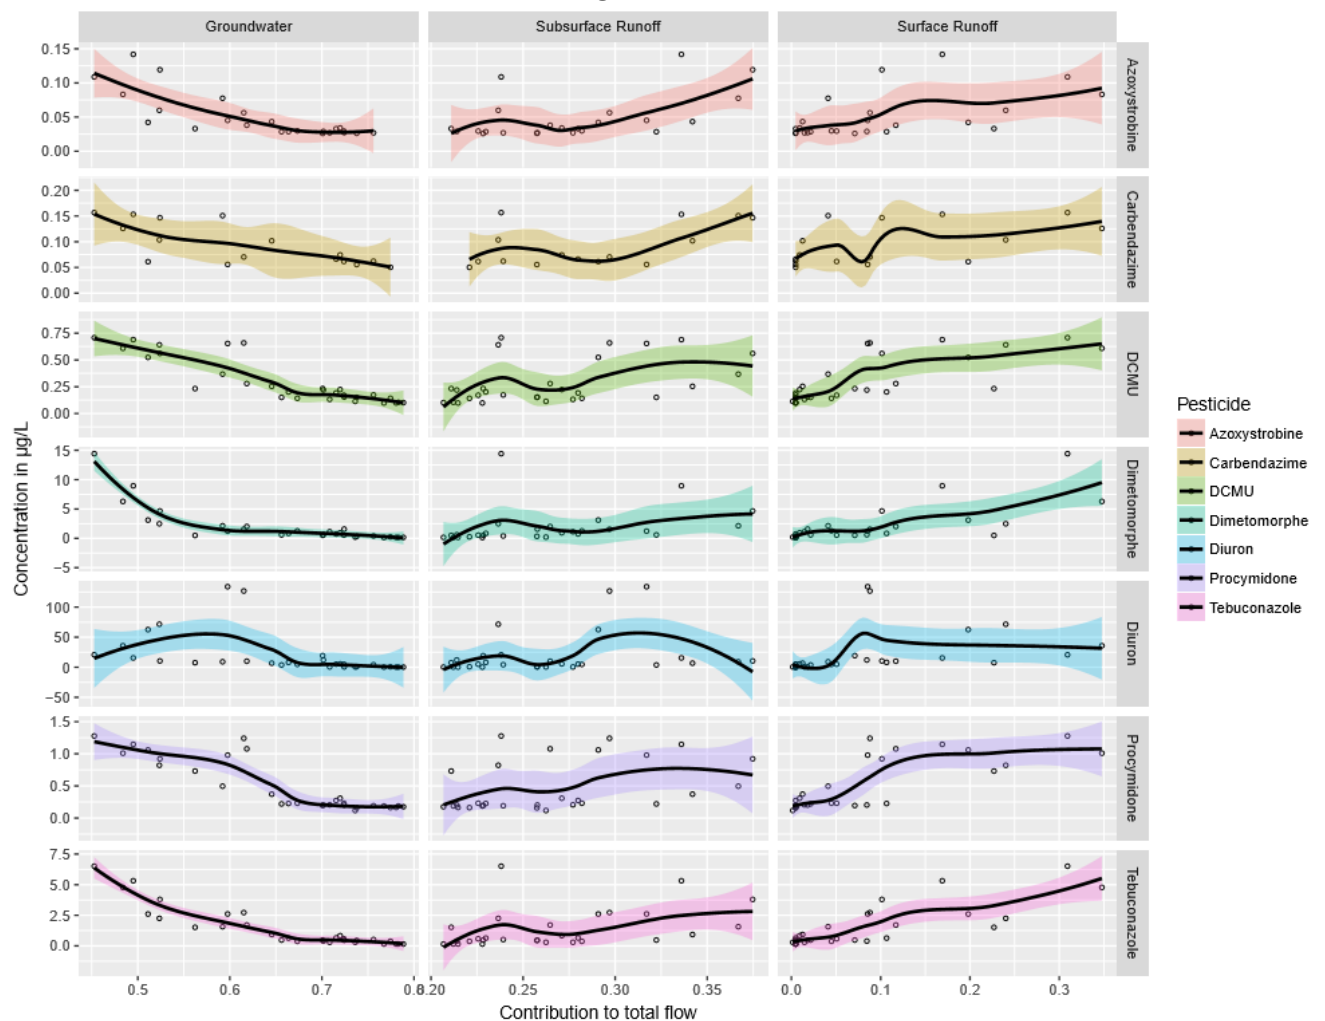 Groundwater
Subsurface Runoff
Surface Runoff
0.15
0.10
0.05
0.00
Azoxystrobine
0.20
0.15
0.10
0.05
0.00
Carbendazime
0.75
0.50
0.25
0.00
DCMU
15
10
5
0
−5
Dimetomorphe
100
50
0
−50
Diuron
1.5
1.0
0.5
0.0
Procymidone
7.5
5.0
2.5
0.0
Tebuconazole
0.5 0.6 0.7 0.8
0.20 0.25 0.30 0.35
0.0 0.1 0.2 0.3
Contribution to total flow
Concentration in µg/L
Pesticide
Azoxystrobine
Carbendazime
DCMU
Dimetomorphe
Diuron
Procymidone
Tebuconazole